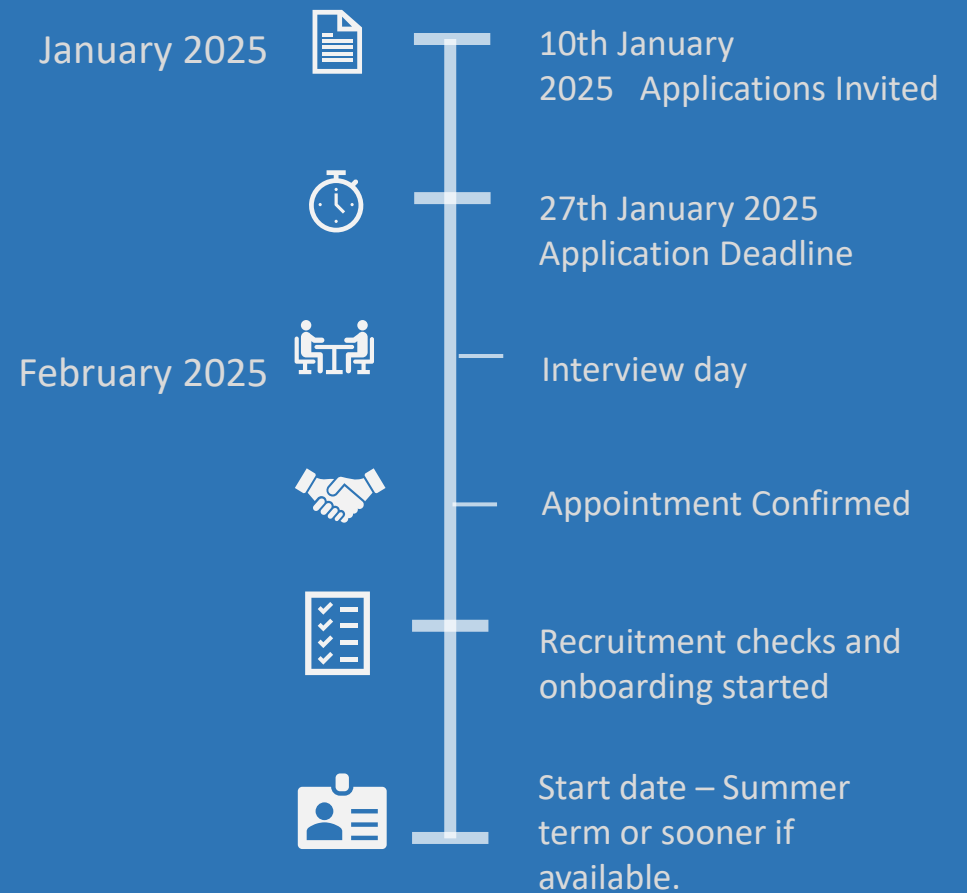 January 2025
10th January
2025   Applications Invited
27th January 2025
Application Deadline
February 2025
Interview day
Appointment Confirmed
Recruitment checks and
onboarding started
Start date – Summer
term or sooner if
available.